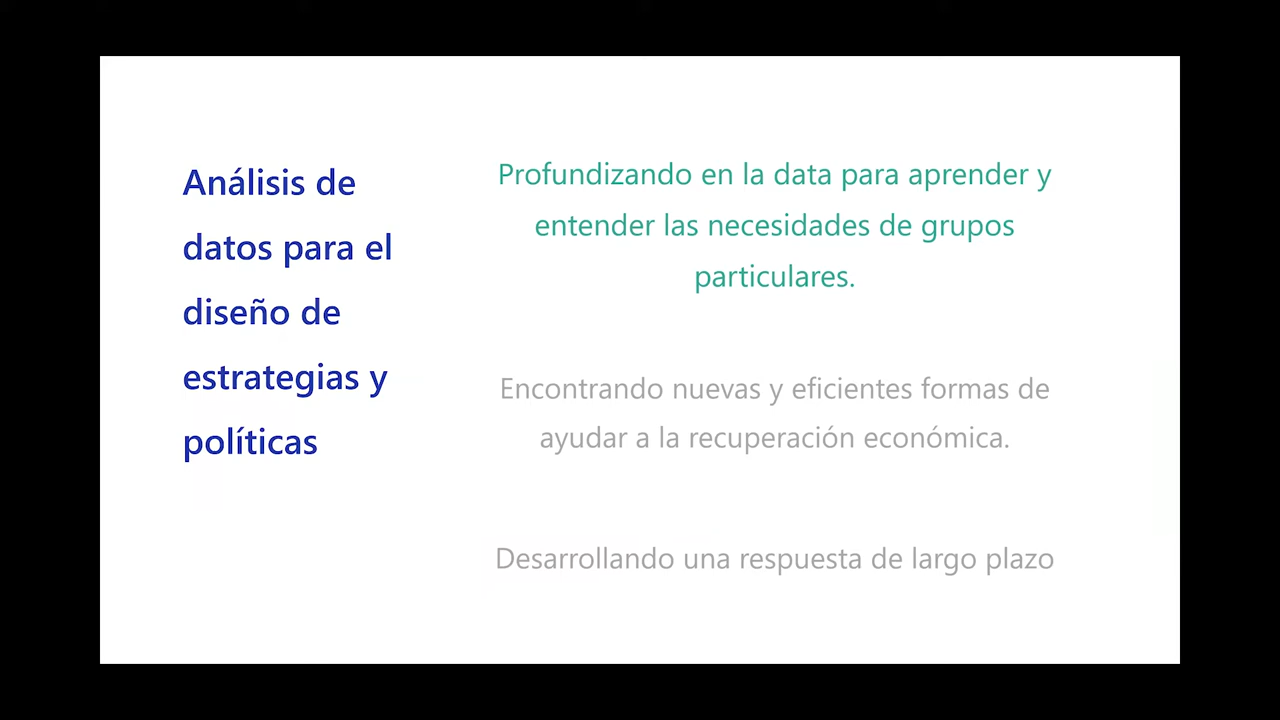 Análisis de
datos para el
diseño de
estrategias y
políticas
Profundizando en la data para aprender y
entender las necesidades de grupos
particulares.
Encontrando nuevas y eficientes formas de
ayudar a la recuperación económica.
Desarrollando una respuesta de largo plazo